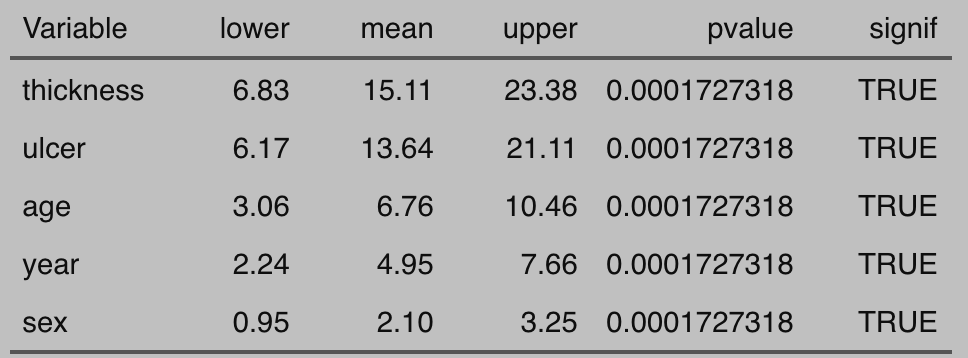 Variable lower mean upper pvalue signif
thickness 6.83 15.11 23.38 0.0001727318 TRUE
ulcer 6.17 13.64 21.11 0.0001727318 TRUE
age 3.06 6.76 10.46 0.0001727318 TRUE
year 2.24 4.95 7.66 0.0001727318 TRUE
sex 0.95 2.10 3.25 0.0001727318 TRUE